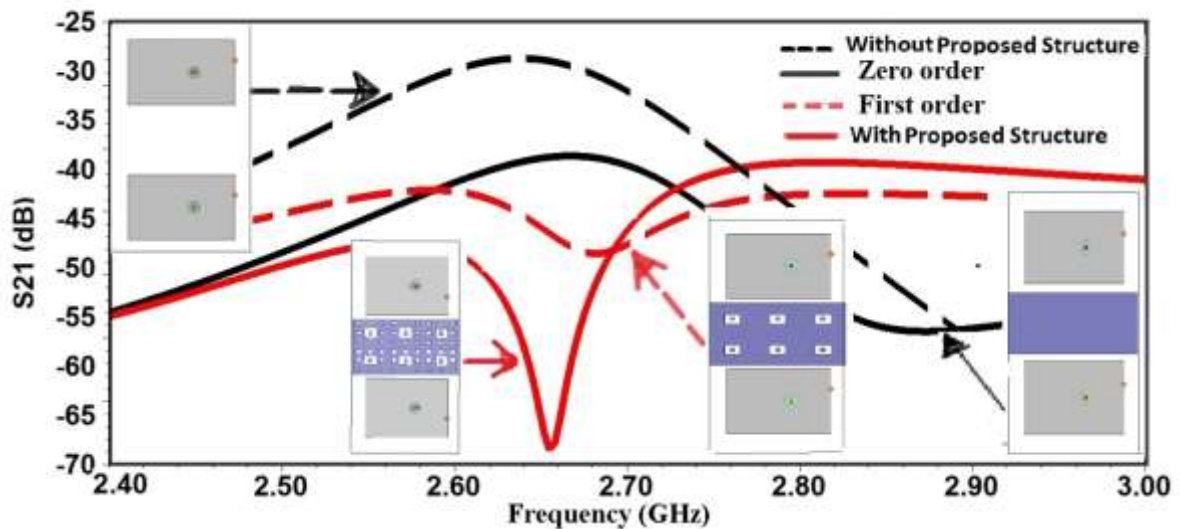 -25
-30
-35
-40
-45
-50
-55
-60
-65
-70
S21 (dB)
Without Proposed Structure
Zero order
First order
With Proposed Structure
2.40
2.50
2.60
2.70
2.80
2.90
3.00
Frequency (GHz)